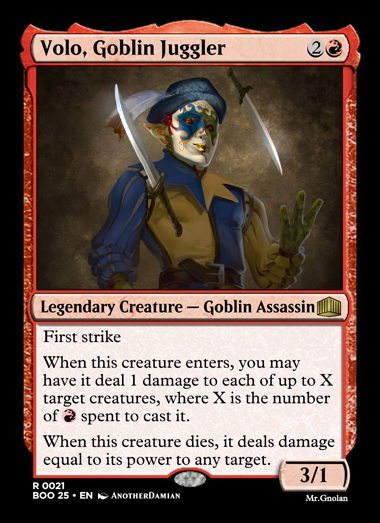 Volo, Goblin Juggler 2
Legendary Creature — Goblin Assassin
First strike
When this creature enters, you may
have it deal 1 damage to each of up to X
target creatures, where X is the number
of spent to cast it.
When this creature dies, it deals damage
equal to its power to any target.
3/1
R 0021
BOO 25 • EN AnotherDamian
Mr.Gnolan